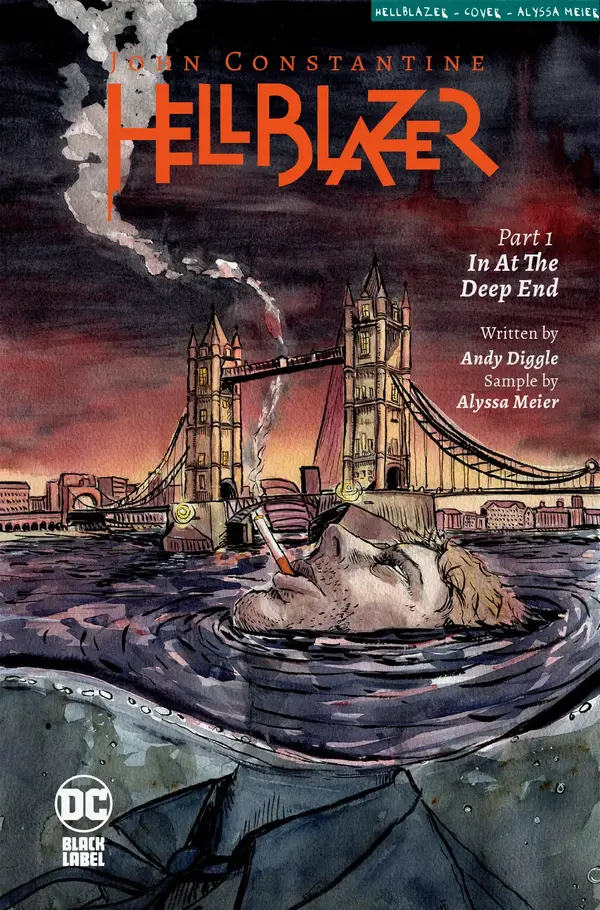 HELLBLAZER - COVER - ALYSSA MEIER
JOHN CONSTANTINE
HELLBLAZER
Part 1
In At The
Deep End
Written by
Andy Diggle
Sample by
Alyssa Meier
DC
BLACK
LABEL